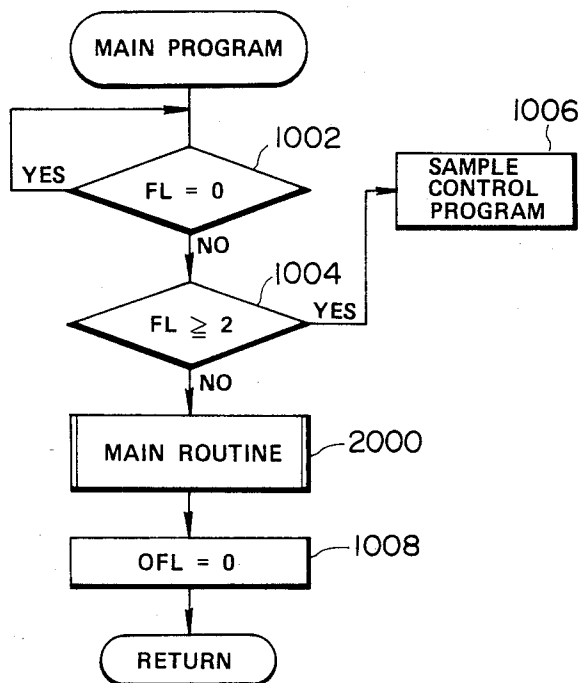 MAIN PROGRAM
1002
YES
FL = 0
NO
1006
SAMPLE
CONTROL
PROGRAM
1004
FL ≧ 2
YES
NO
MAIN ROUTINE
2000
OFL = 0
1008
RETURN